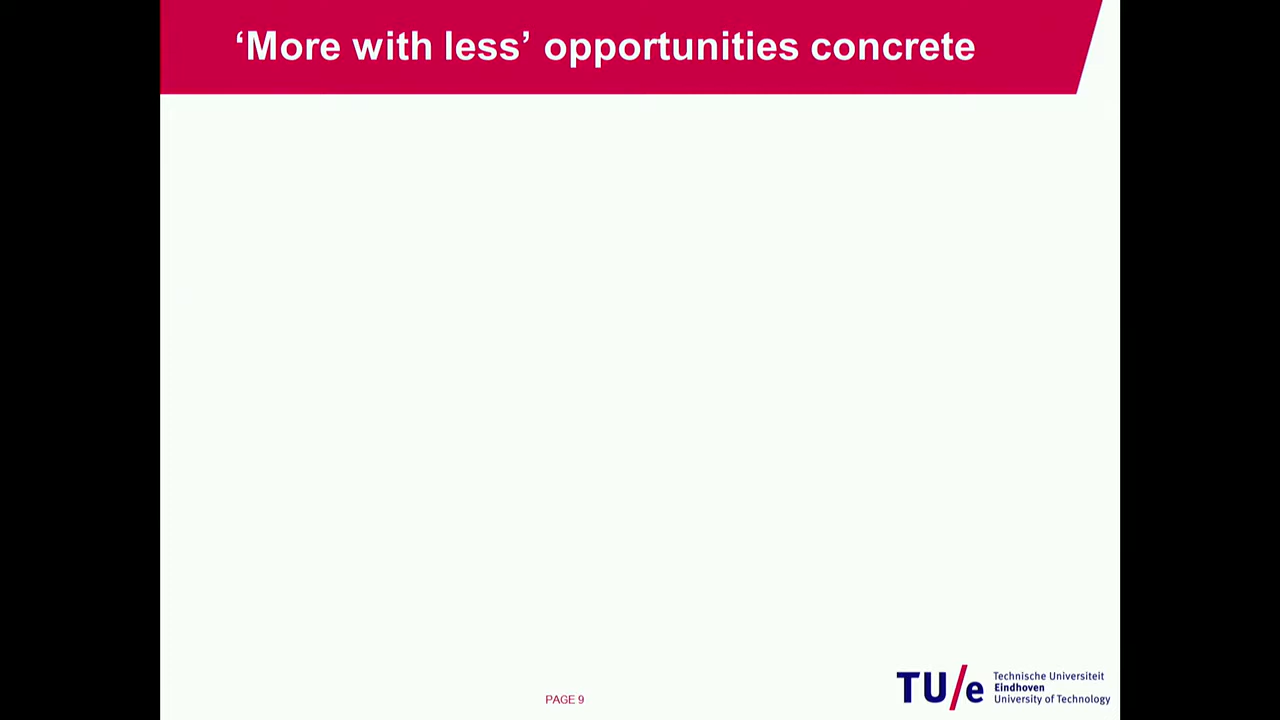 ‘More with less’ opportunities concrete
PAGE 9
TU/e
Technische Universiteit
Eindhoven
University of Technology